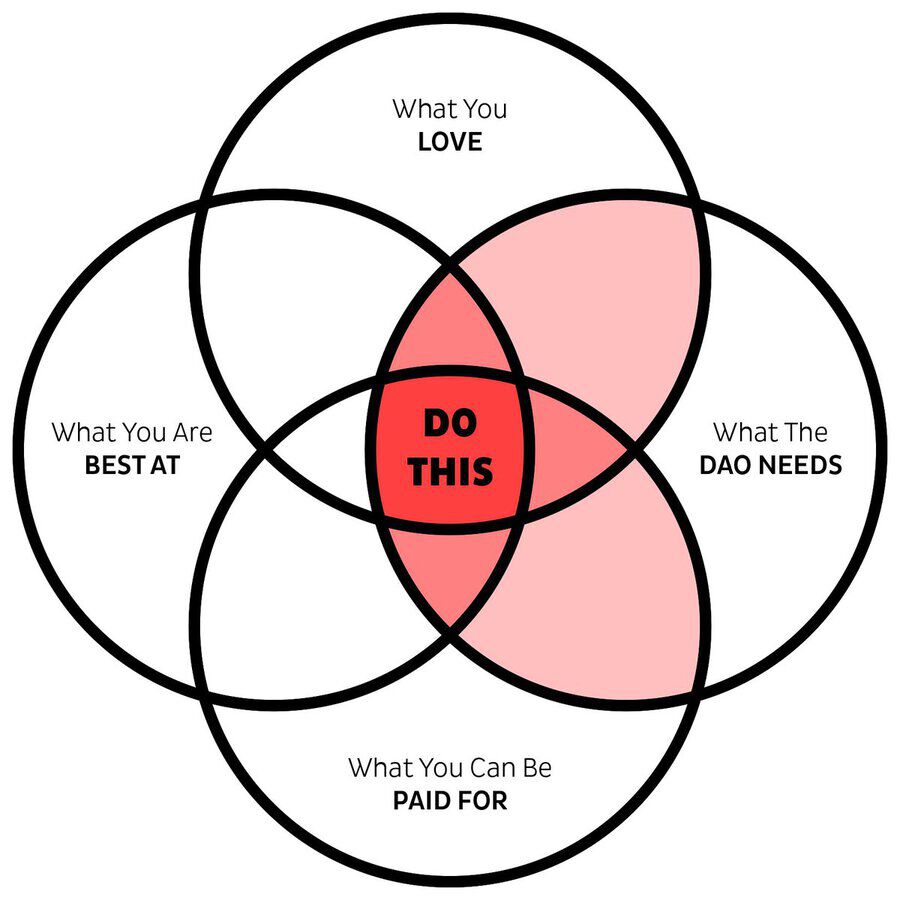 What You
LOVE
What You Are
BEST AT
DO
THIS
What The
DAO NEEDS
What You Can Be
PAID FOR